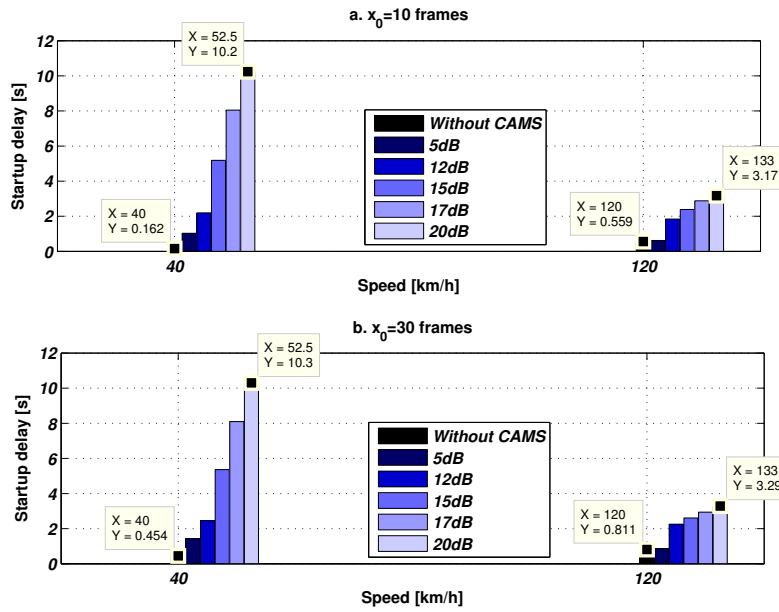 a. x0=10 frames
Startup delay [s]
12
10
8
6
4
2
0
X = 52.5
Y = 10.2
X = 40
Y = 0.162
X = 120
Y = 0.559
X = 133
Y = 3.17
Without CAMS
5dB
12dB
15dB
17dB
20dB
40
120
Speed [km/h]
b. x0=30 frames
Startup delay [s]
12
10
8
6
4
2
0
X = 52.5
Y = 10.3
X = 40
Y = 0.454
X = 120
Y = 0.811
X = 133
Y = 3.29
Without CAMS
5dB
12dB
15dB
17dB
20dB
40
120
Speed [km/h]